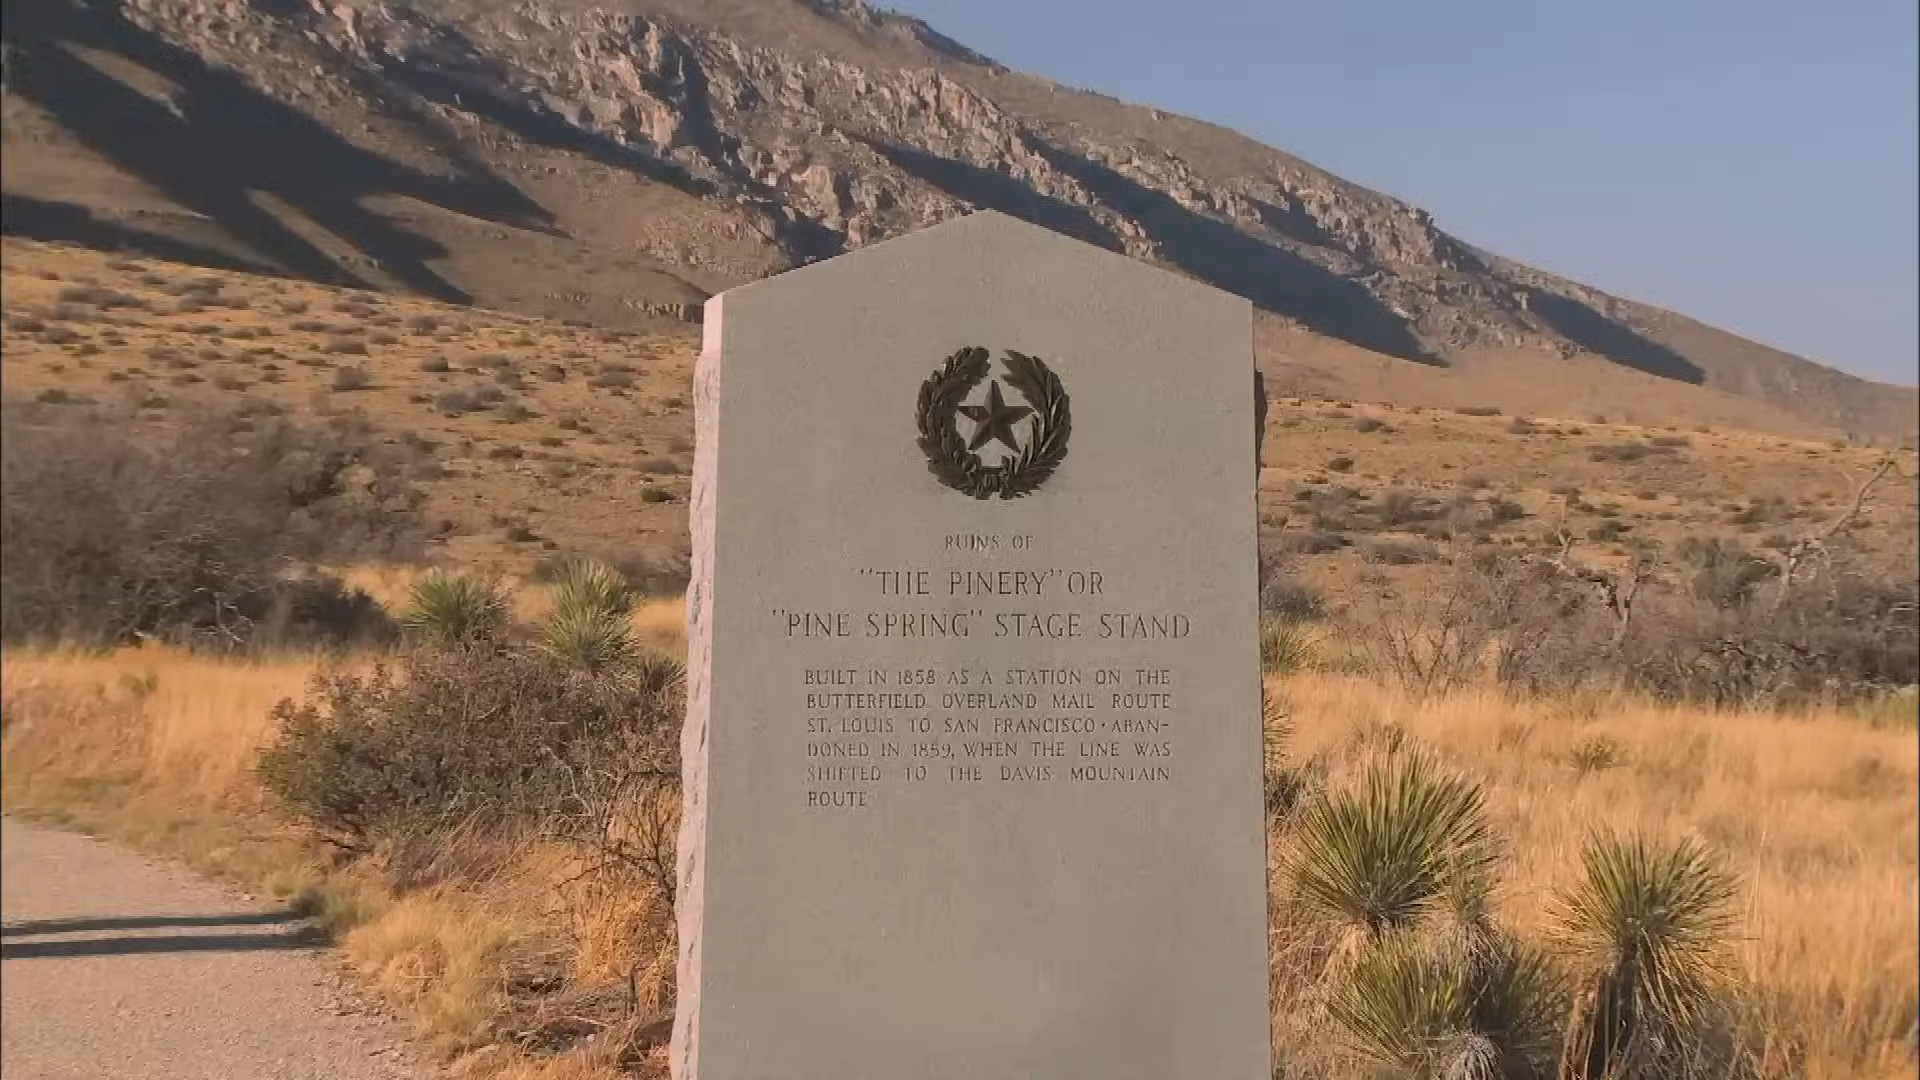 RUINS OF
"THE PINERY" OR
"PINE SPRING" STAGE STAND
BUILT IN 1858 AS A STATION ON THE
BUTTERFIELD OVERLAND MAIL ROUTE
ST. LOUIS TO SAN FRANCISCO • ABAN-
DONED IN 1859, WHEN THE LINE WAS
SHIFTED TO THE DAVIS MOUNTAIN
ROUTE